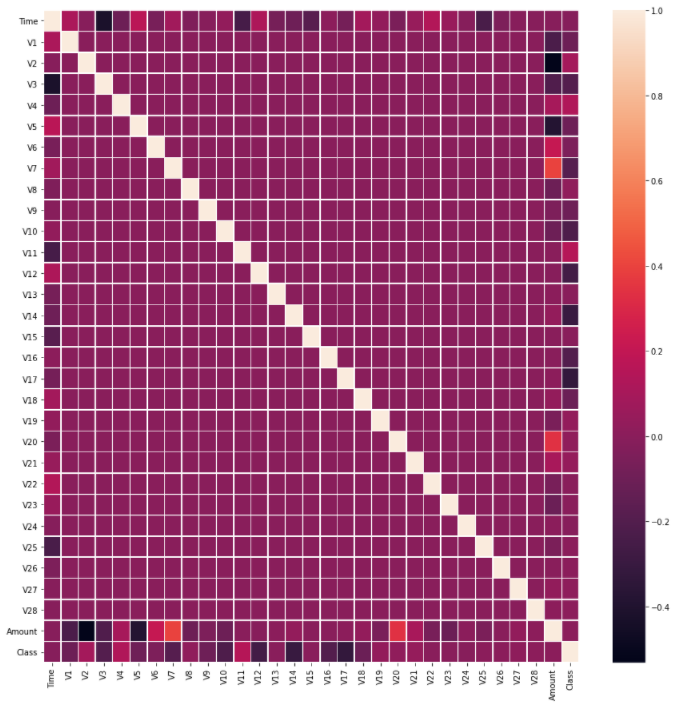 Time
V1
V2
V3
V4
V5
V6
V7
V8
V9
V10
V11
V12
V13
V14
V15
V16
V17
V18
V19
V20
V21
V22
V23
V24
V25
V26
V27
V28
Amount
Class
Time
V1
V2
V3
V4
V5
V6
V7
V8
V9
V10
V11
V12
V13
V14
V15
V16
V17
V18
V19
V20
V21
V22
V23
V24
V25
V26
V27
V28
Amount
Class
1.0
0.8
0.6
0.4
0.2
0.0
−0.2
−0.4